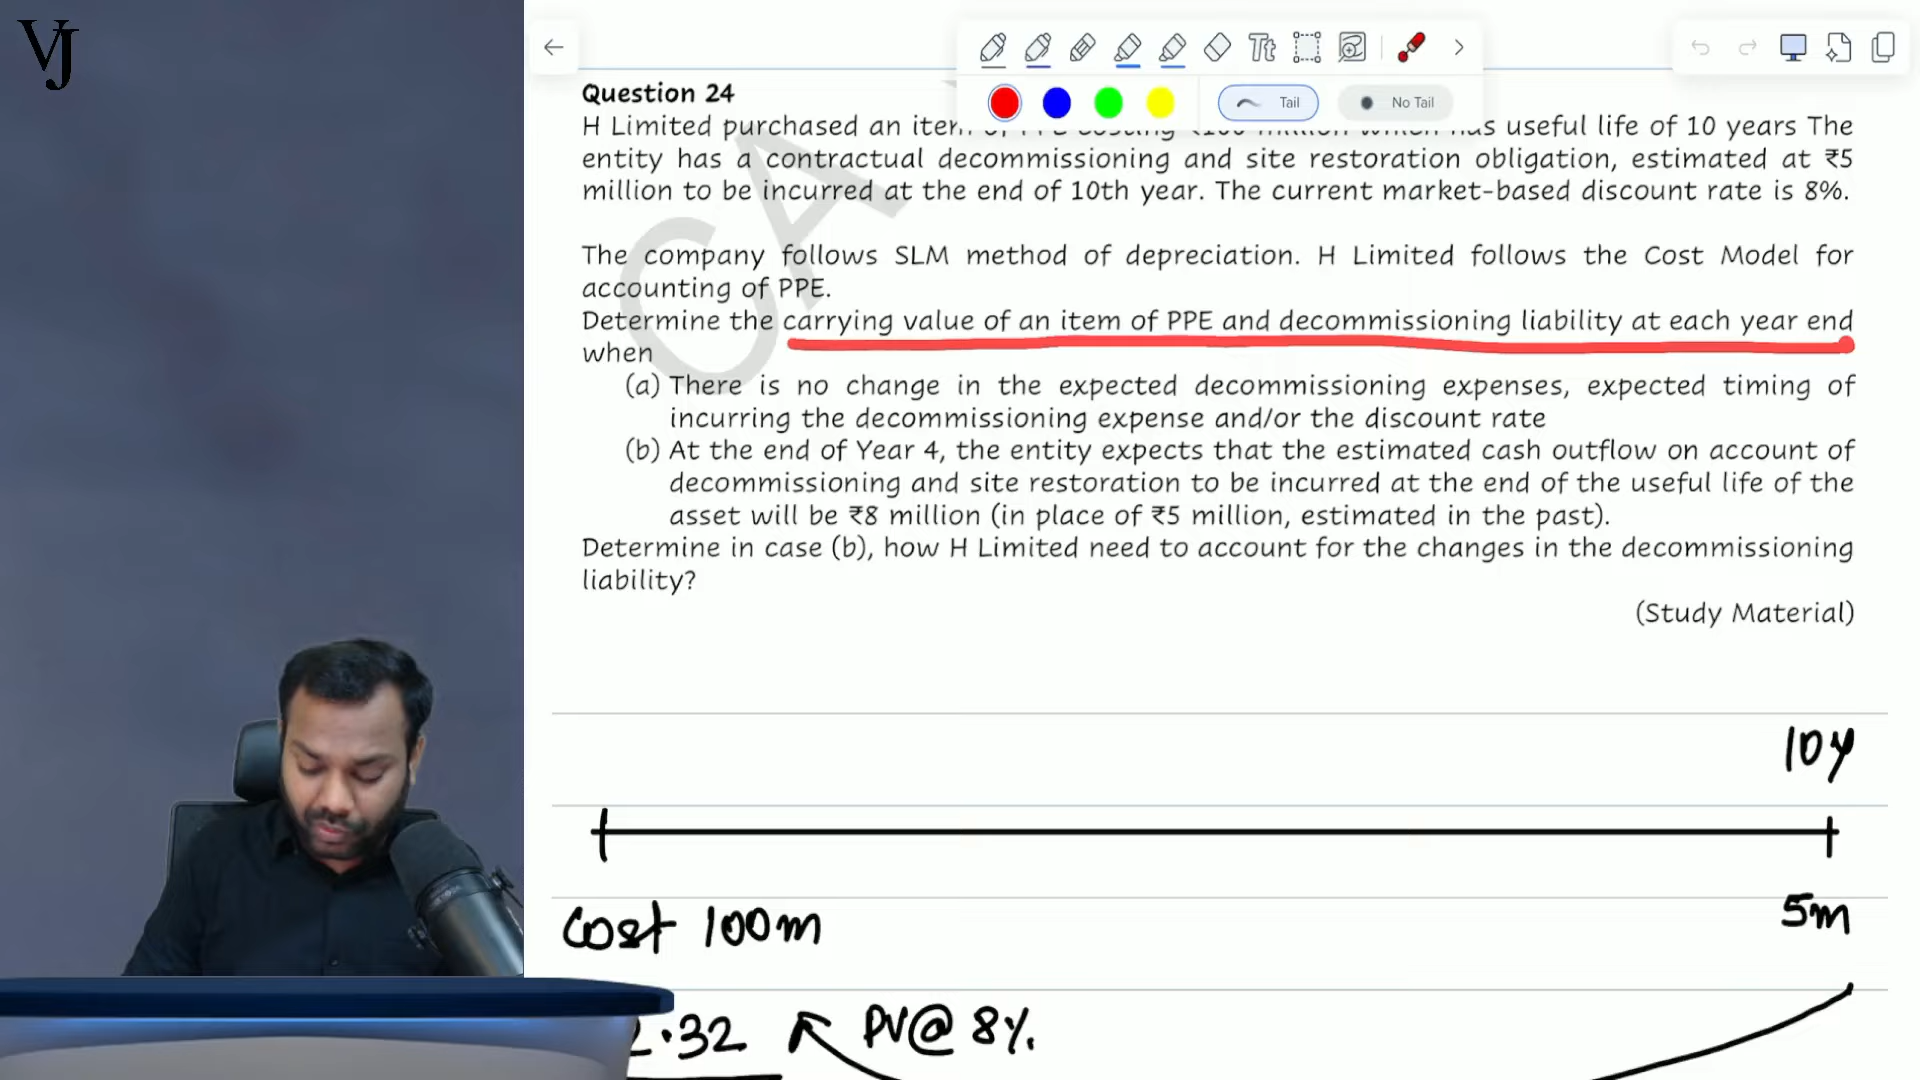 VJ
Tt
Tail
No Tail
Question 24
H Limited purchased an item useful life of 10 years The
entity has a contractual decommissioning and site restoration obligation, estimated at ₹5
million to be incurred at the end of 10th year. The current market-based discount rate is 8%.
The company follows SLM method of depreciation. H Limited follows the Cost Model for
accounting of PPE.
Determine the carrying value of an item of PPE and decommissioning liability at each year end
when
(a) There is no change in the expected decommissioning expenses, expected timing of
incurring the decommissioning expense and/or the discount rate
(b) At the end of Year 4, the entity expects that the estimated cash outflow on account of
decommissioning and site restoration to be incurred at the end of the useful life of the
asset will be ₹8 million (in place of ₹5 million, estimated in the past).
Determine in case (b), how H Limited need to account for the changes in the decommissioning
liability?
(Study Material)
CA
10y
Cost 100m
5m
2.32 PV@ 8%.